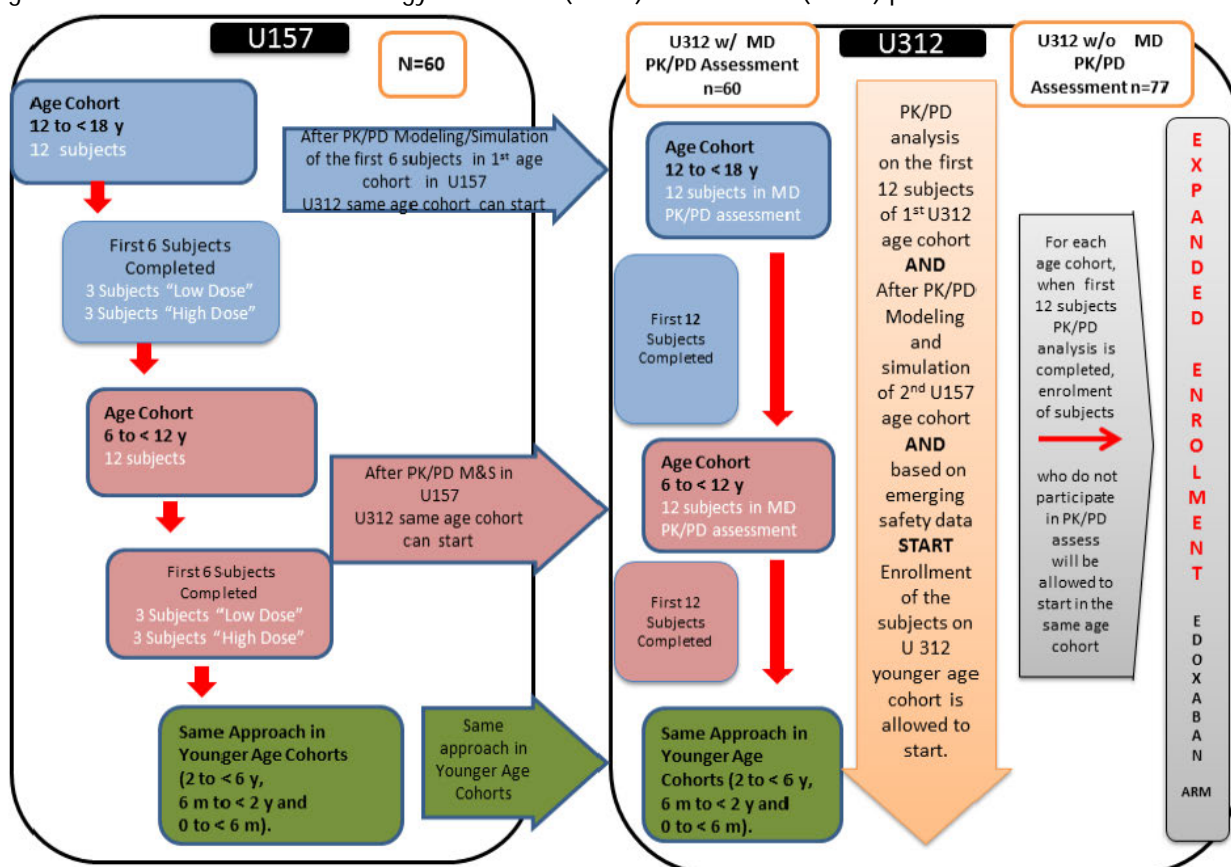 U157
N=60
Age Cohort
12 to < 18 y
12 subjects
First 6 Subjects
Completed
3 Subjects “Low Dose”
3 Subjects “High Dose”
Age Cohort
6 to < 12 y
12 subjects
First 6 Subjects
Completed
3 Subjects “Low Dose”
3 Subjects “High Dose”
Same Approach in
Younger Age Cohorts
(2 to < 6 y,
6 m to < 2 y and
0 to < 6 m).
After PK/PD Modeling/Simulation
of the first 6 subjects in 1st age
cohort in U157
U312 same age cohort can start
After PK/PD M&S in
U157
U312 same age cohort
can start
Same
approach in
Younger Age
Cohorts
U312 w/ MD
PK/PD Assessment
n=60
U312
U312 w/o MD
PK/PD
Assessment n=77
Age Cohort
12 to < 18 y
12 subjects in MD
PK/PD assessment
First 12
Subjects
Completed
Age Cohort
6 to < 12 y
12 subjects in MD
PK/PD assessment
First 12
Subjects
Completed
Same Approach in
Younger Age
Cohorts (2 to < 6 y,
6 m to < 2 y and
0 to < 6 m).
PK/PD
analysis
on the first
12 subjects
of 1st U312
age cohort
AND
After PK/PD
Modeling
and
simulation
of 2nd U157
age cohort
AND
based on
emerging
safety data
START
Enrollment
of the
subjects on
U 312
younger age
cohort is
allowed to
start.
For each
age cohort,
when first
12 subjects
PK/PD
analysis is
completed,
enrolment
of subjects
who do not
participate
in PK/PD
assess
will be
allowed to
start in the
same age
cohort
EXPANDED ENROLMENT EDOXABAN ARM